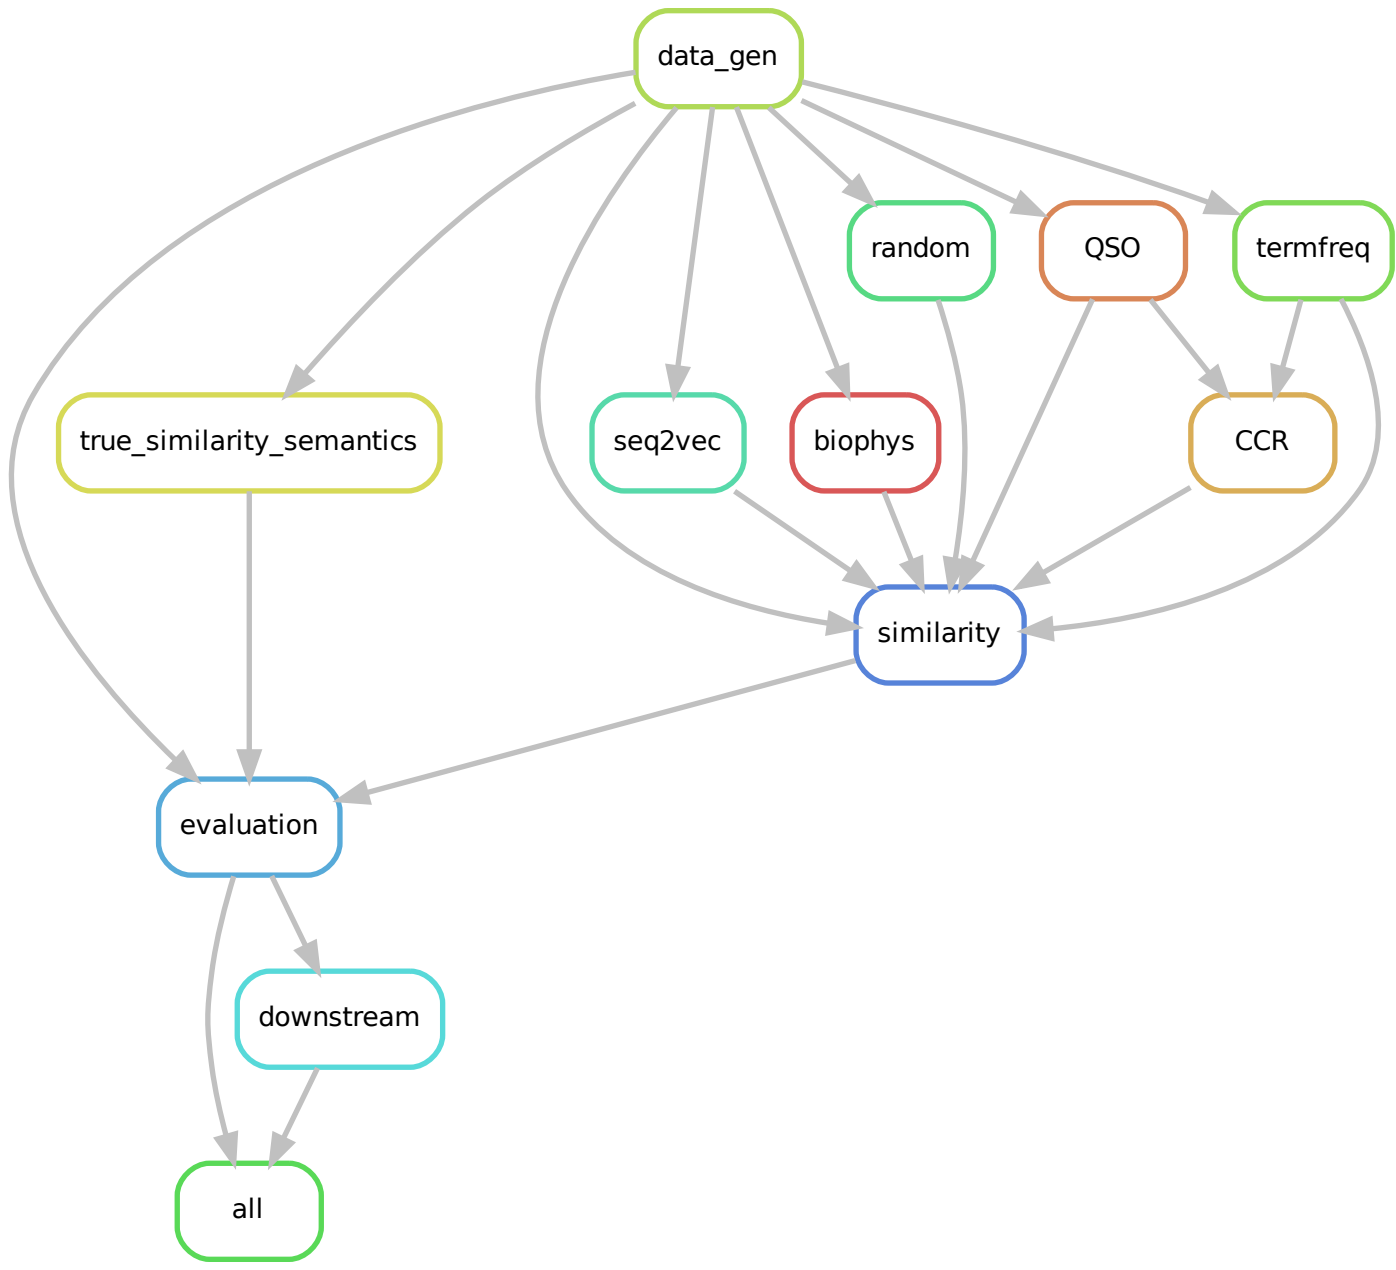 data_gen
random
QSO
termfreq
true_similarity_semantics
seq2vec
biophys
CCR
similarity
evaluation
downstream
all